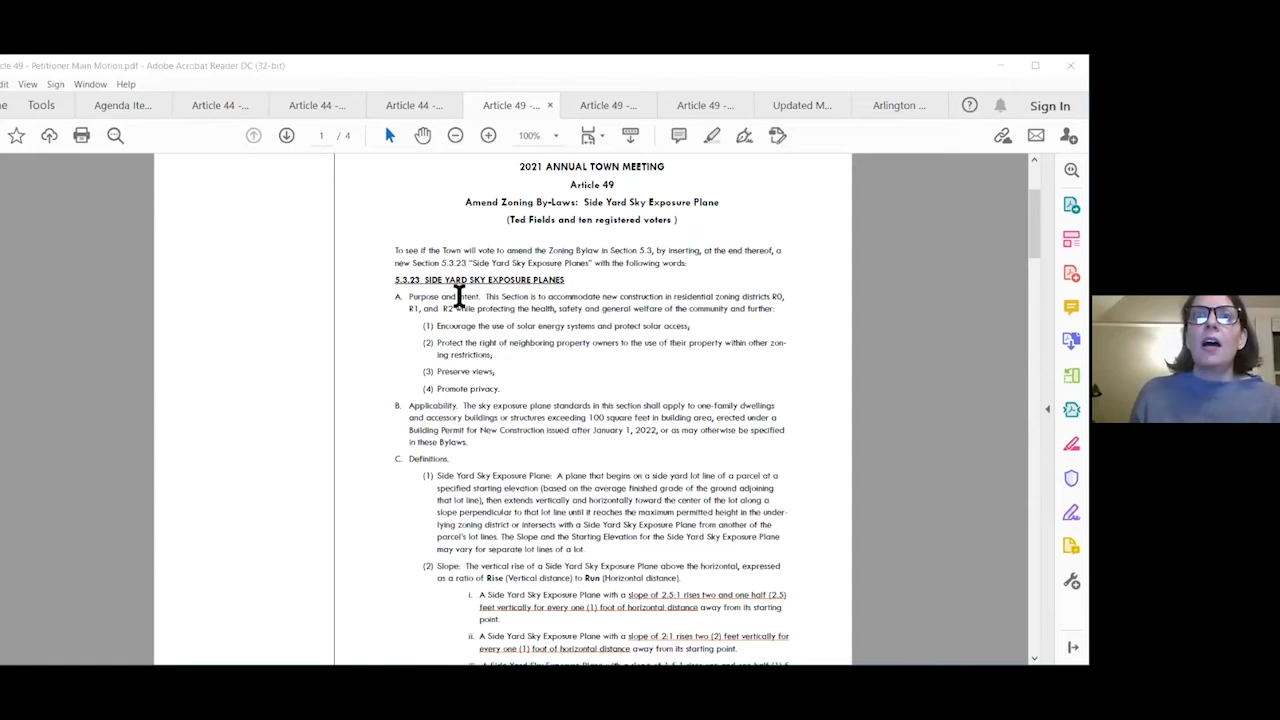 cle 49 - Petitioner Main Motion.pdf - Adobe Acrobat Reader DC (32-bit)
dit View Sign Window Help
ne Tools Agenda Ite... Article 44 -... Article 44 -... Article 44 -... Article 49 -... × Article 49 -... Article 49 -... Updated M... Arlington ... Sign In
1 / 4 100%
2021 ANNUAL TOWN MEETING
Article 49
Amend Zoning By-Laws: Side Yard Sky Exposure Plane
(Ted Fields and ten registered voters )
To see if the Town will vote to amend the Zoning Bylaw in Section 5.3, by inserting, at the end thereof, a
new Section 5.3.23 "Side Yard Sky Exposure Planes" with the following words:
5.3.23 SIDE YARD SKY EXPOSURE PLANES
A. Purpose and Intent. This Section is to accommodate new construction in residential zoning districts R0,
R1, and R2 while protecting the health, safety and general welfare of the community and further:
(1) Encourage the use of solar energy systems and protect solar access;
(2) Protect the right of neighboring property owners to the use of their property within other zon-
ing restrictions;
(3) Preserve views;
(4) Promote privacy.
B. Applicability. The sky exposure plane standards in this section shall apply to one-family dwellings
and accessory buildings or structures exceeding 100 square feet in building area, erected under a
Building Permit for New Construction issued after January 1, 2022, or as may otherwise be specified
in these Bylaws.
C. Definitions.
(1) Side Yard Sky Exposure Plane: A plane that begins on a side yard lot line of a parcel at a
specified starting elevation (based on the average finished grade of the ground adjoining
that lot line), then extends vertically and horizontally toward the center of the lot along a
slope perpendicular to that lot line until it reaches the maximum permitted height in the under-
lying zoning district or intersects with a Side Yard Sky Exposure Plane from another of the
parcel's lot lines. The Slope and the Starting Elevation for the Side Yard Sky Exposure Plane
may vary for separate lot lines of a lot.
(2) Slope: The vertical rise of a Side Yard Sky Exposure Plane above the horizontal, expressed
as a ratio of Rise (Vertical distance) to Run (Horizontal distance).
i. A Side Yard Sky Exposure Plane with a slope of 2.5:1 rises two and one half (2.5)
feet vertically for every one (1) foot of horizontal distance away from its starting
point.
ii. A Side Yard Sky Exposure Plane with a slope of 2:1 rises two (2) feet vertically for
every one (1) foot of horizontal distance away from its starting point.